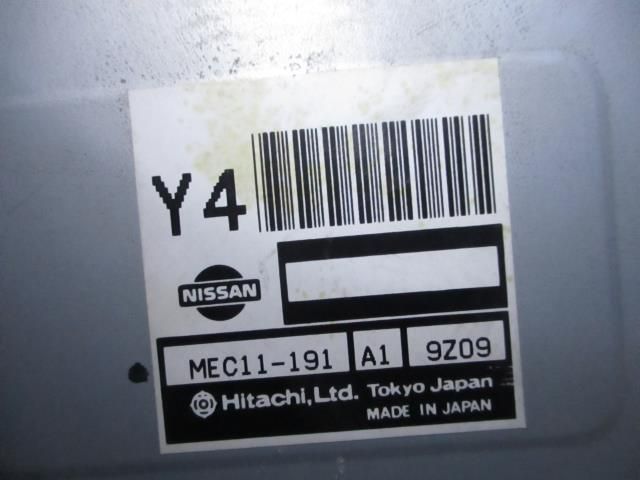 Y4
NISSAN
MEC11-191 A1 9Z09
Hitachi, Ltd. Tokyo Japan
MADE IN JAPAN